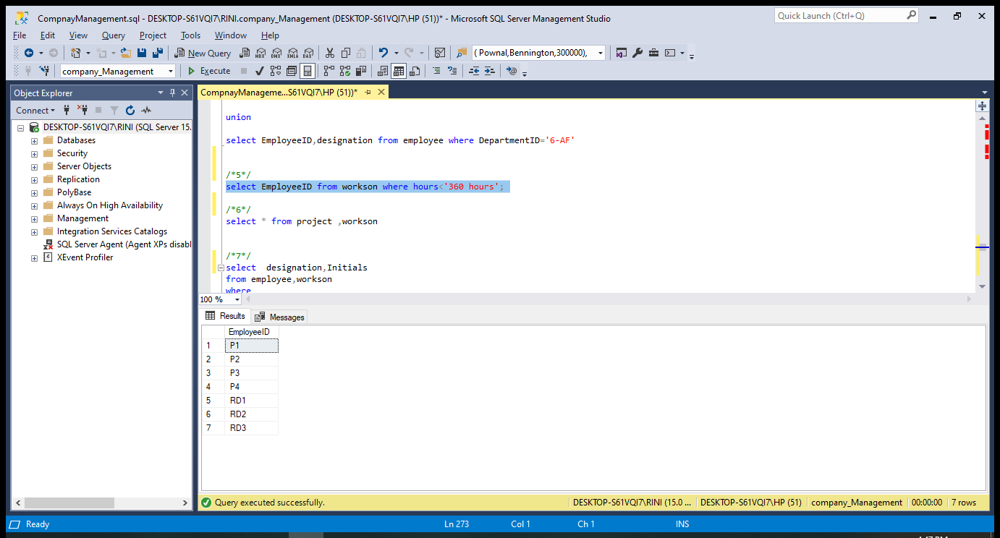 CompnayManagement.sql - DESKTOP-S61VQI7\RINI.company_Management (DESKTOP-S61VQI7\HP (51))* - Microsoft SQL Server Management Studio
Quick Launch (Ctrl+Q)
File Edit View Query Project Tools Window Help
New Query MDX DMX XMLA DAX ( Pownal,Bennington,300000),
company_Management Execute
Object Explorer
Connect
DESKTOP-S61VQI7\RINI (SQL Server 15.
Databases
Security
Server Objects
Replication
PolyBase
Always On High Availability
Management
Integration Services Catalogs
SQL Server Agent (Agent XPs disabl
XEvent Profiler
CompnayManageme...S61VQI7\HP (51))*
union
select EmployeeID,designation from employee where DepartmentID='6-AF'
/*5*/
select EmployeeID from workson where hours<'360 hours';
/*6*/
select * from project ,workson
/*7*/
select  designation,Initials
from employee,workson
where
100 %
Results Messages
EmployeeID
1 P1
2 P2
3 P3
4 P4
5 RD1
6 RD2
7 RD3
Query executed successfully. DESKTOP-S61VQI7\RINI (15.0 ... DESKTOP-S61VQI7\HP (51) company_Management 00:00:00 7 rows
Ready Ln 273 Col 1 Ch 1 INS